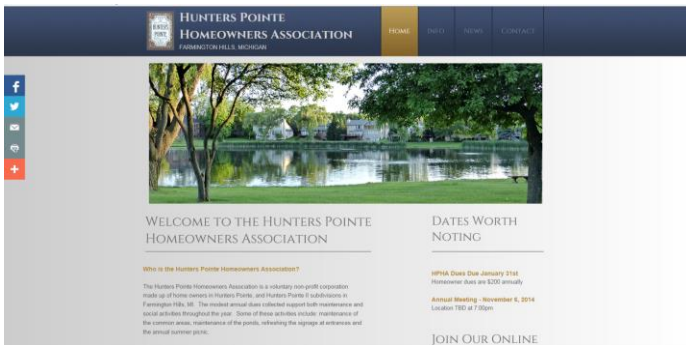 HUNTERS POINTE
HUNTERS POINTE
HOMEOWNERS ASSOCIATION
FARMINGTON HILLS, MICHIGAN
HOME
INFO
NEWS
CONTACT
WELCOME TO THE HUNTERS POINTE
HOMEOWNERS ASSOCIATION
Who is the Hunters Pointe Homeowners Association?
The Hunters Pointe Homeowners Association is a voluntary non-profit corporation
made up of home owners in Hunters Pointe, and Hunters Pointe II subdivisions in
Farmington Hills, MI. The modest annual dues collected support both maintenance and
social activities throughout the year. Some of these activities include: maintenance of
the common areas, maintenance of the ponds, refreshing the signage at entrances and
the annual summer picnic.
DATES WORTH
NOTING
HPHA Dues Due January 31st
Homeowner dues are $200 annually
Annual Meeting - November 6, 2014
Location TBD at 7:00pm
JOIN OUR ONLINE